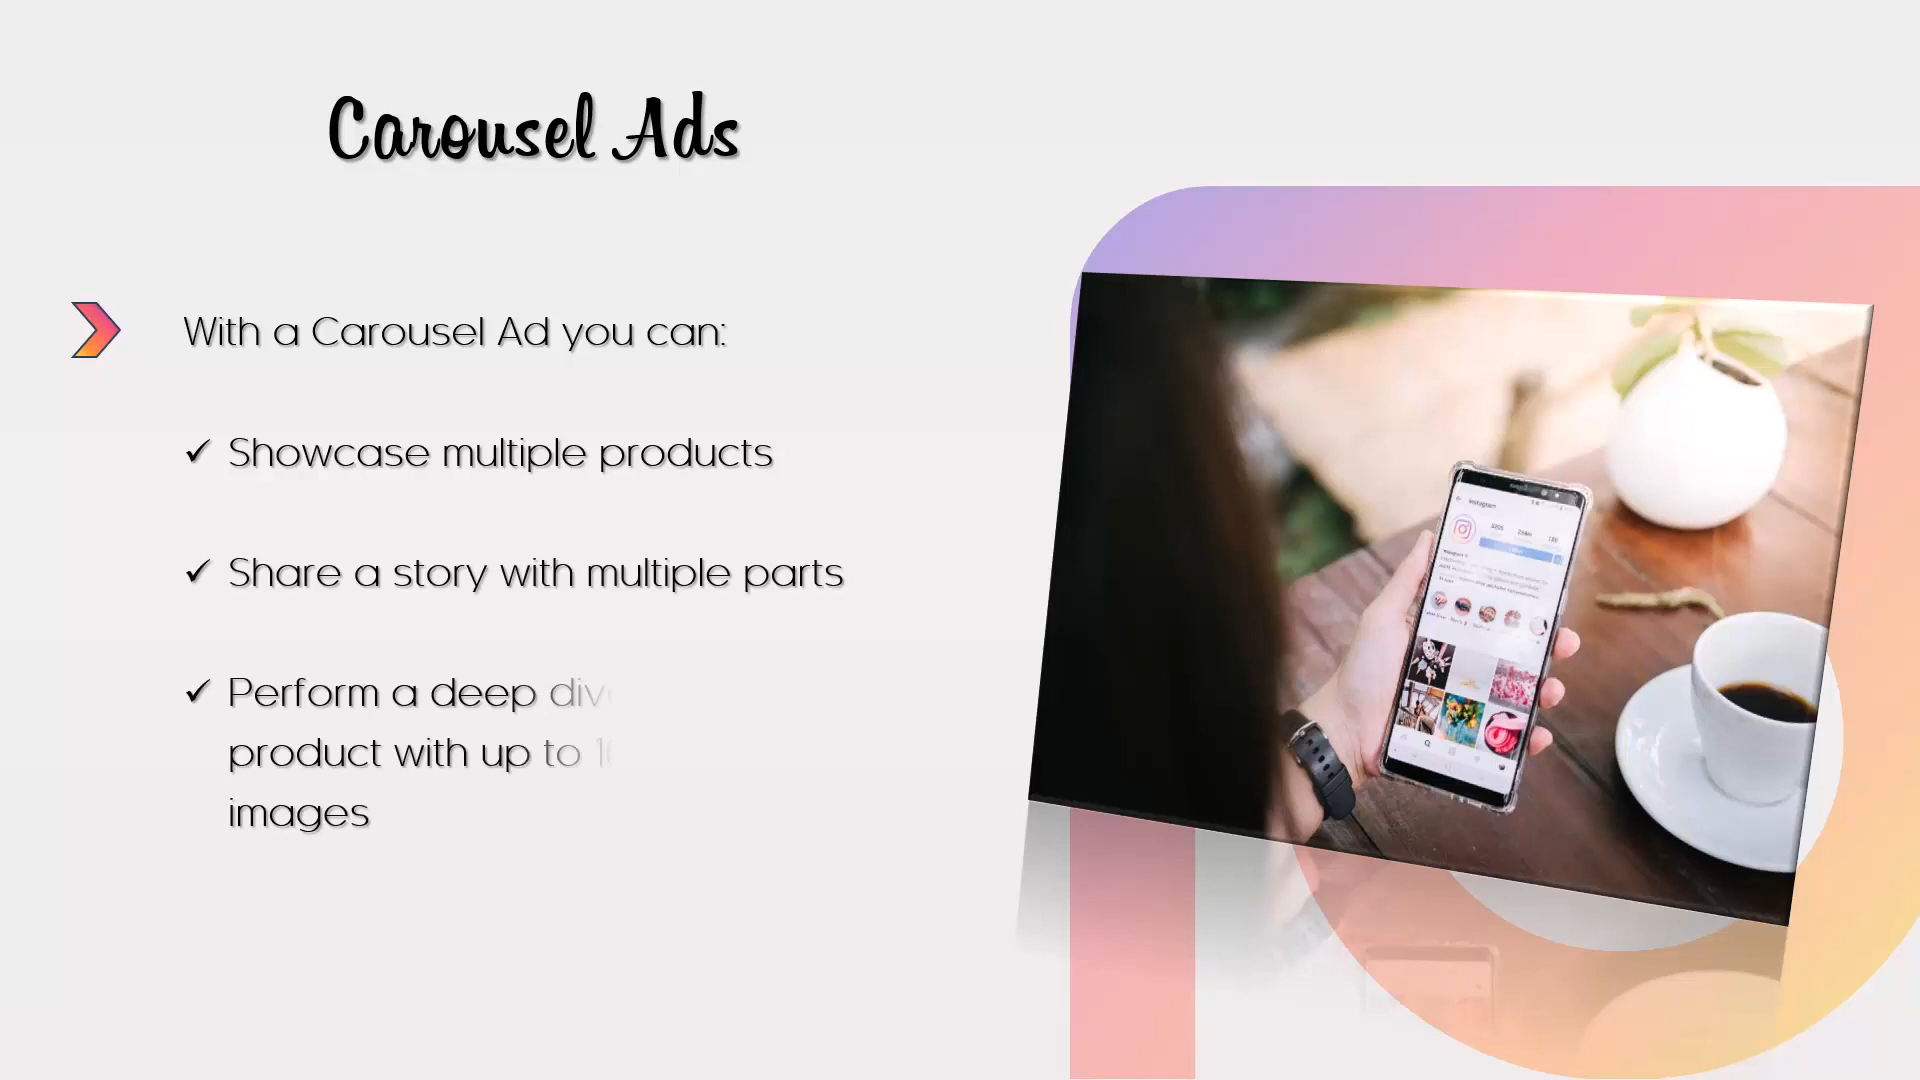 Carousel Ads
With a Carousel Ad you can:
✓ Showcase multiple products
✓ Share a story with multiple parts
✓ Perform a deep
product with up to
images
Instagram